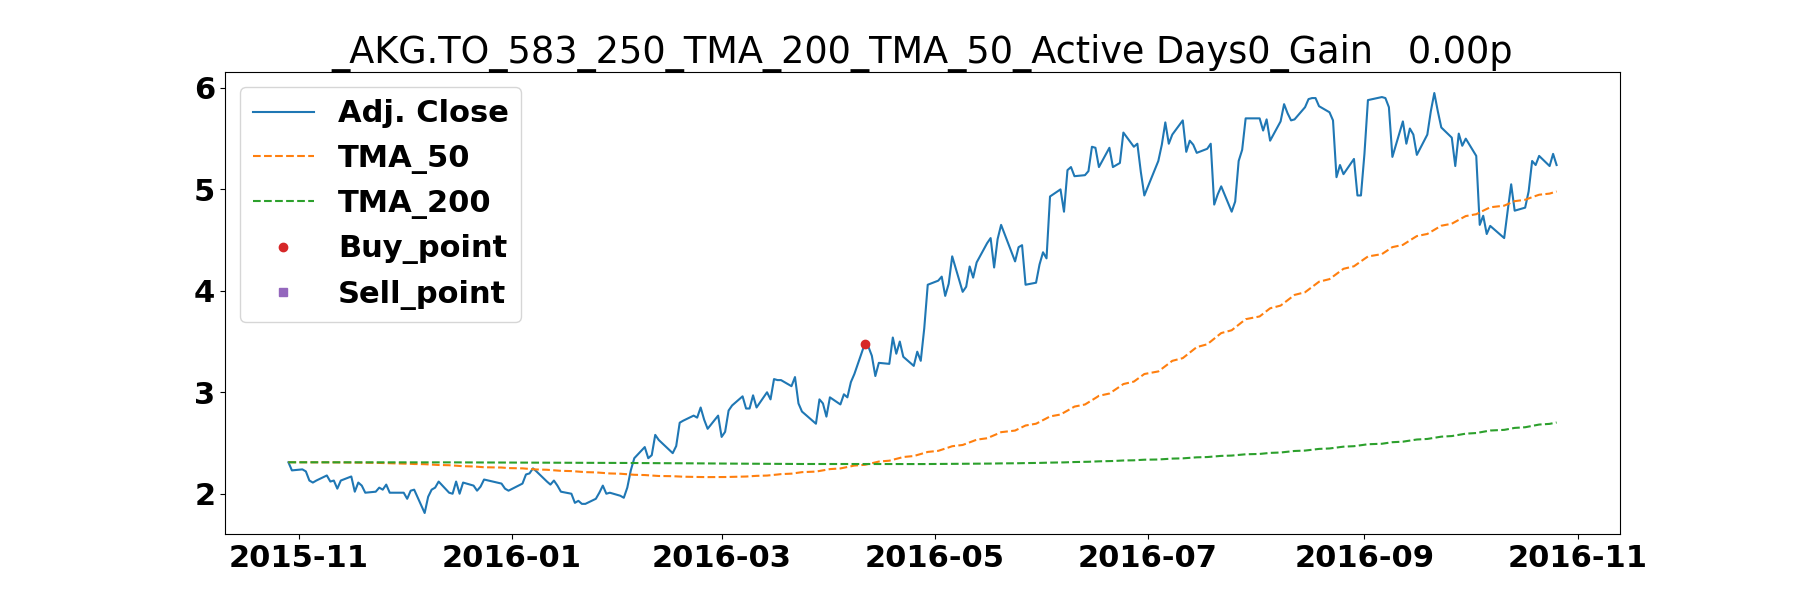 _AKG.TO_583_250_TMA_200_TMA_50_Active Days0_Gain   0.00p
6
5
4
3
2
Adj. Close
TMA_50
TMA_200
Buy_point
Sell_point
2015-11 2016-01 2016-03 2016-05 2016-07 2016-09 2016-11